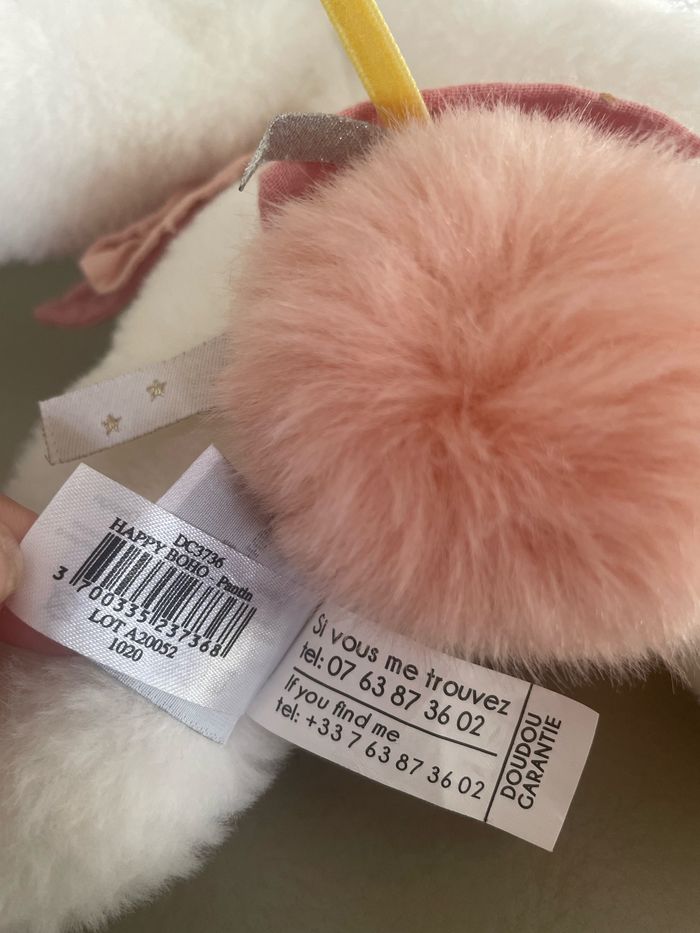 DC3736
HAPPY BOHO Pantin
3 700335 237368
LOT A20052
1020
Si vous me trouvez
tel: 07 63 87 36 02
If you find me
tel: +33 7 63 87 36 02
DOUDOU
GARANTIE